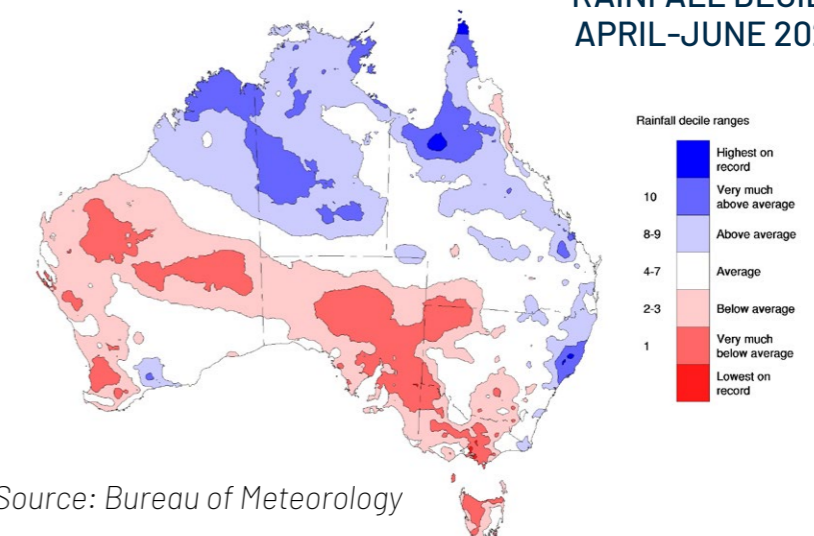 APRIL-JUNE
Rainfall decile ranges
Highest on
record
10
Very much
above average
8-9
Above average
4-7
Average
2-3
Below average
1
Very much
below average
Lowest on
record
Source: Bureau of Meteorology